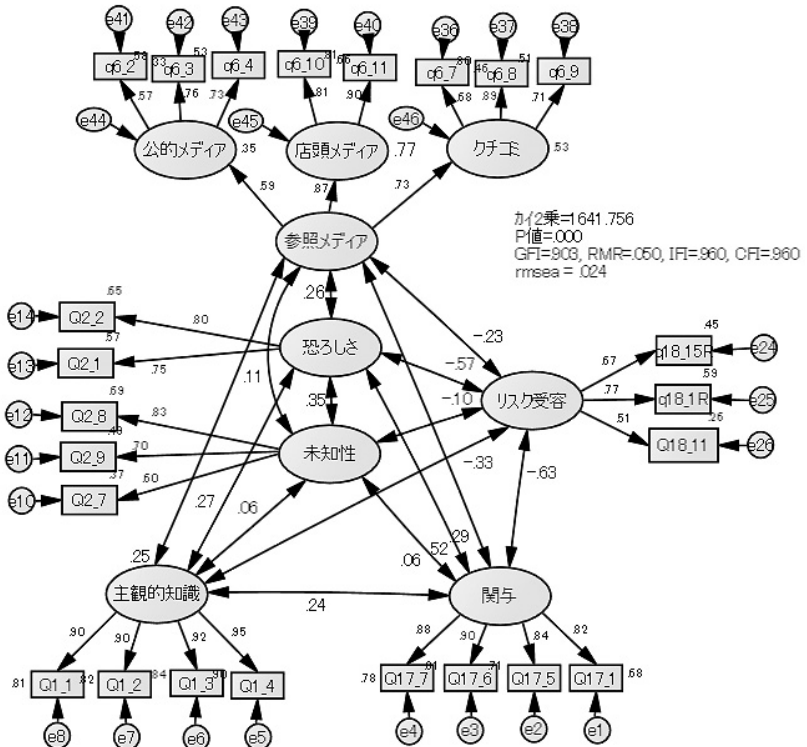 e41 e42 e43 e39 e40 e36 e37 e38
.58 .33 .53 .81 .66 .80 .46 .51
q6_2 q6_3 q6_4 q6_10 q6_11 q6_7 q6_8 q6_9
.57 .76 .73 .81 .90 .68 .89 .71
e44 e45 e46
公的メディア .35 店頭メディア .77 クチコミ .53
.59 .87 .73
参照メディア
カイ2乗=1641.756
P値=.000
GFI=.903, RMR=.050, IFI=.960, CFI=.960
rmsea = .024
.26
-.23
e14 Q2_2 .65 .80
恐ろしさ
e13 Q2_1 .57 .75
-.57
.11
.45
q18_15R e24
.67
.59
q18_1R e25
.77
.26
Q18_11 e26
.51
.35
-.10
リスク受容
e12 Q2_8 .69 .83
未知性
e11 Q2_9 .70
e10 Q2_7 .37 .60
-.33
-.63
.27
.06
.06 .52 .29
.25
主観的知識
.24
関与
.90 .90 .92 .95
.88 .90 .84 .82
.81 Q1_1 .82 Q1_2 .84 Q1_3 .90 Q1_4
.78 Q17_7 .81 Q17_6 .71 Q17_5 Q17_1 .68
e8 e7 e6 e5
e4 e3 e2 e1